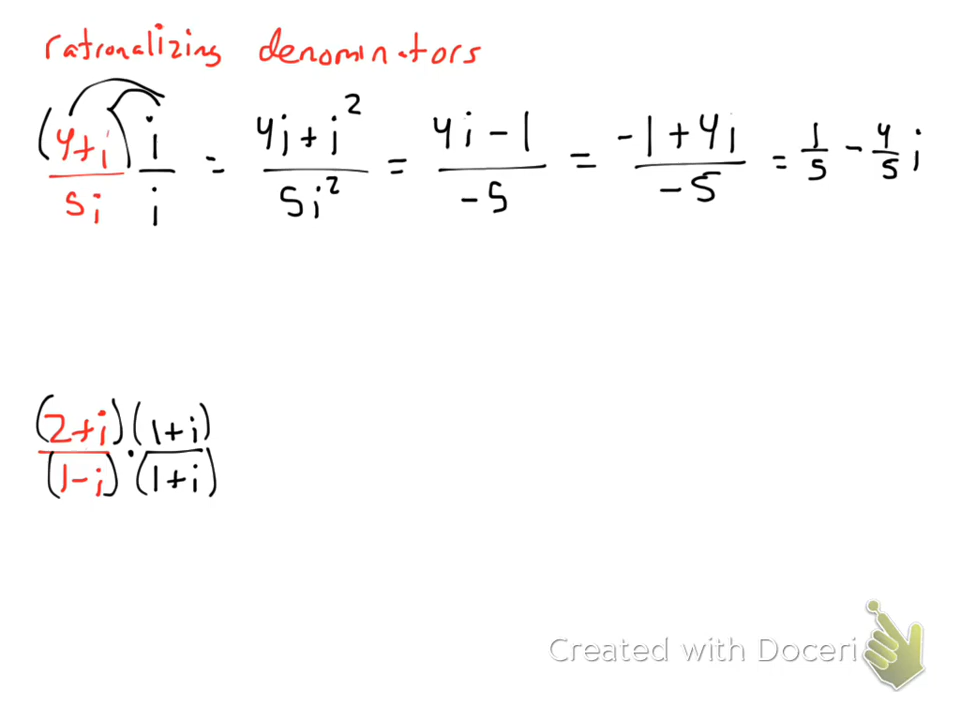 rationalizing denominators
(4+i)/5i i/i = 4i+i²/5i² = 4i-1/-5 = -1+4i/-5 = 1/5 - 4/5 i
(2+i)/(1-i) · (1+i)/(1+i)
Created with Doceri